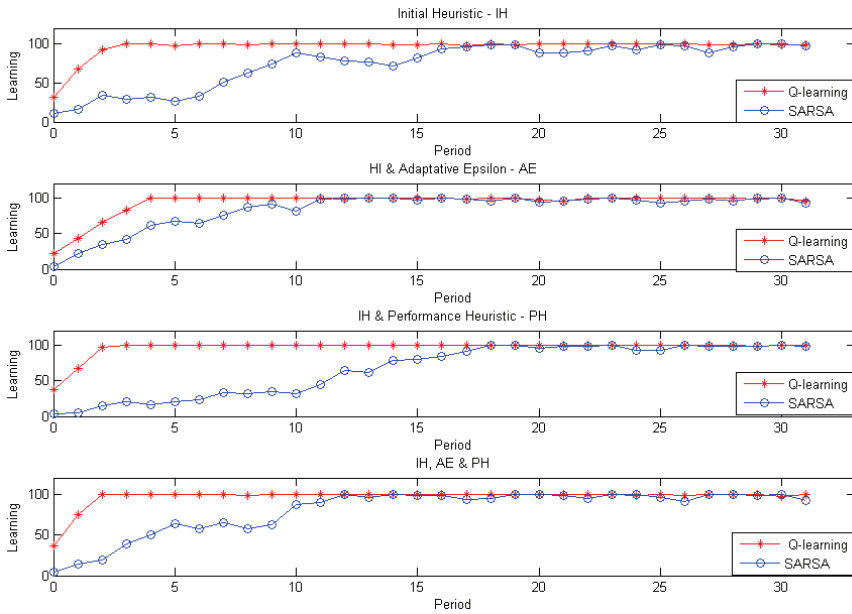 Initial Heuristic - IH
100
50
0
Learning
Q-learning
SARSA
0 5 10 15 20 25 30
Period
HI & Adaptative Epsilon - AE
100
50
0
Learning
Q-learning
SARSA
0 5 10 15 20 25 30
Period
IH & Performance Heuristic - PH
100
50
0
Learning
Q-learning
SARSA
0 5 10 15 20 25 30
Period
IH, AE & PH
100
50
0
Learning
Q-learning
SARSA
0 5 10 15 20 25 30
Period